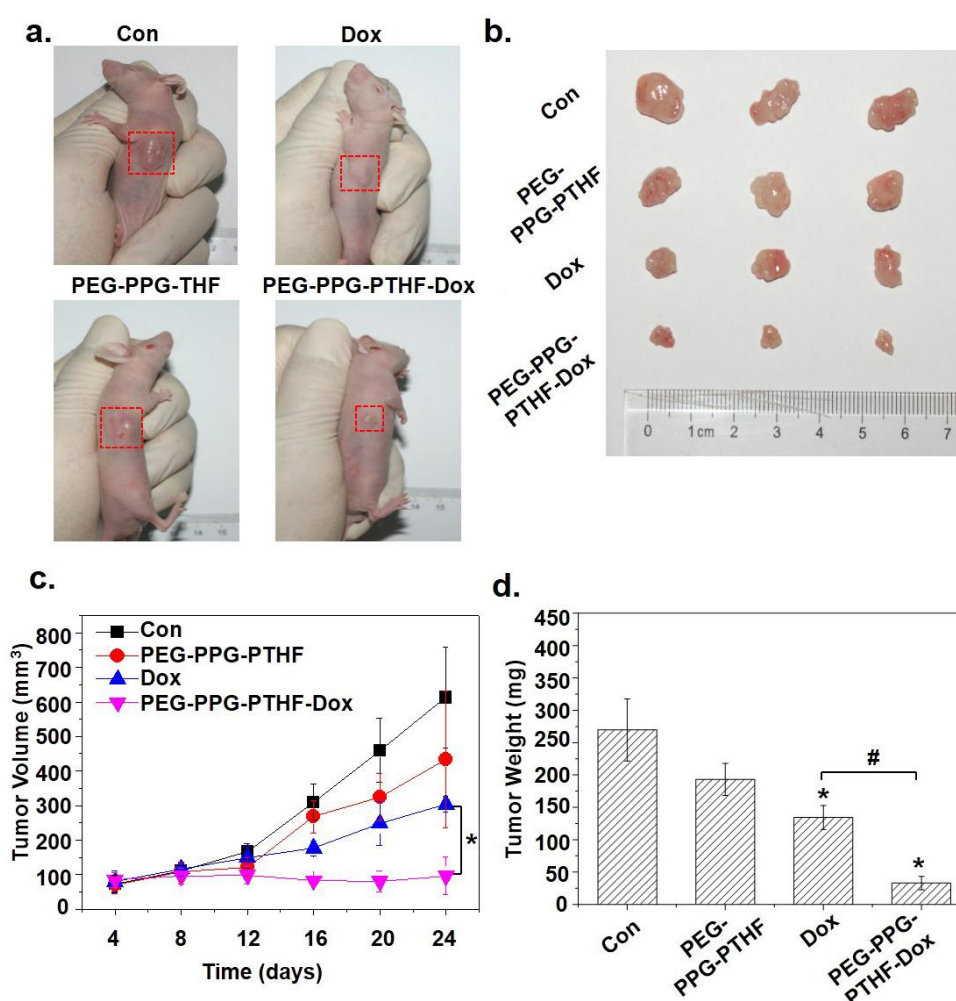 a.
Con
Dox
PEG-PPG-THF
PEG-PPG-PTHF-Dox
14
15
14
15
b.
Con
PEG-
PPG-PTHF
Dox
PEG-PPG-
PTHF-Dox
0 1cm 2 3 4 5 6 7
c.
Tumor Volume (mm³)
800
700
600
500
400
300
200
100
0
Con
PEG-PPG-PTHF
Dox
PEG-PPG-PTHF-Dox
*
4 8 12 16 20 24
Time (days)
d.
Tumor Weight (mg)
450
400
350
300
250
200
150
100
50
0
#
*
*
Con
PEG-
PPG-PTHF
Dox
PEG-PPG-
PTHF-Dox